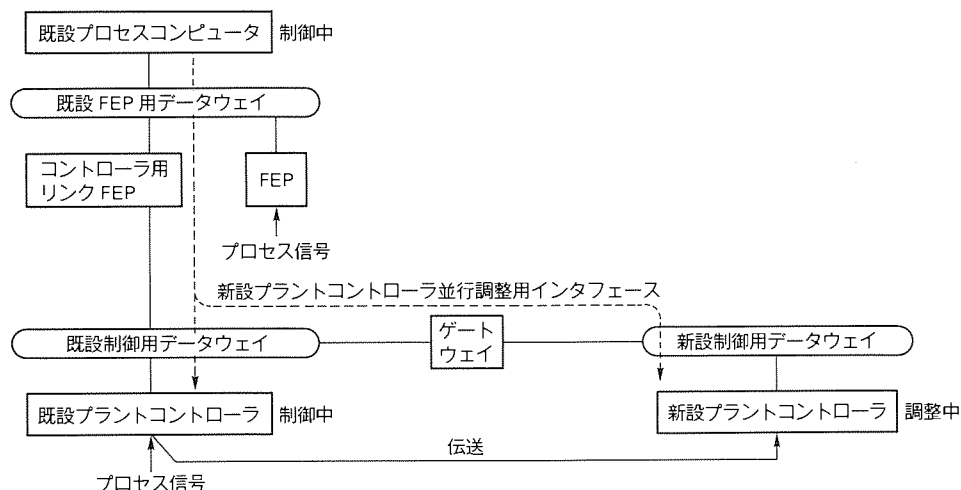 既設プロセスコンピュータ 制御中
既設 FEP 用データウェイ
コントローラ用
リンク FEP
FEP
プロセス信号
新設プラントコントローラ並行調整用インタフェース
既設制御用データウェイ
ゲート
ウェイ
新設制御用データウェイ
既設プラントコントローラ 制御中
新設プラントコントローラ 調整中
伝送
プロセス信号